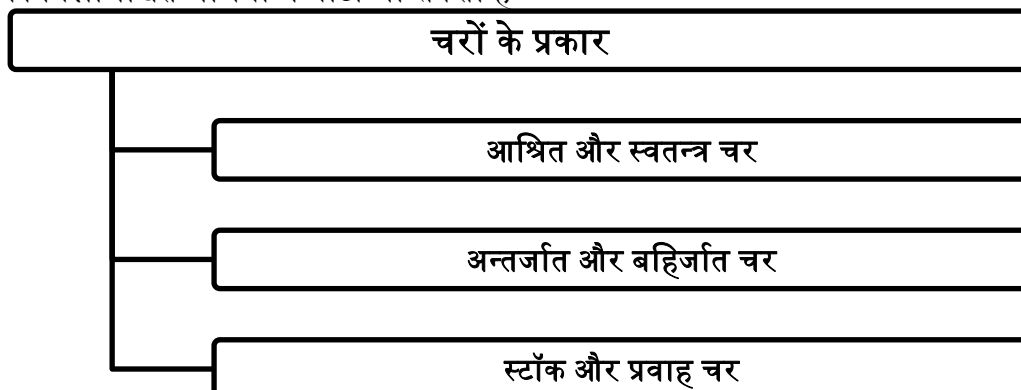 चरों के प्रकार
आश्रित और स्वतन्त्र चर
अन्तर्जात और बहिर्जात चर
स्टॉक और प्रवाह चर